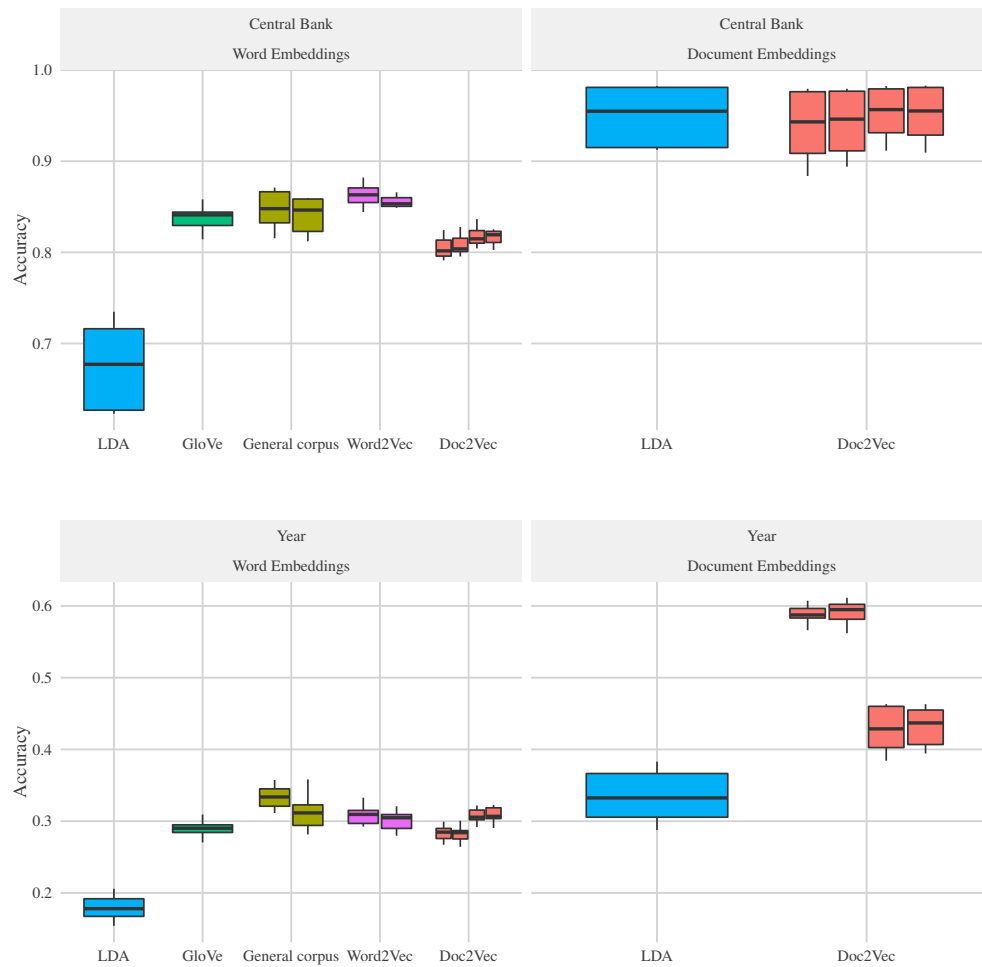 Central Bank
Word Embeddings
Central Bank
Document Embeddings
1.0
0.9
0.8
0.7
Accuracy
LDA GloVe General corpus Word2Vec Doc2Vec
LDA Doc2Vec
Year
Word Embeddings
Year
Document Embeddings
0.6
0.5
0.4
0.3
0.2
Accuracy
LDA GloVe General corpus Word2Vec Doc2Vec
LDA Doc2Vec